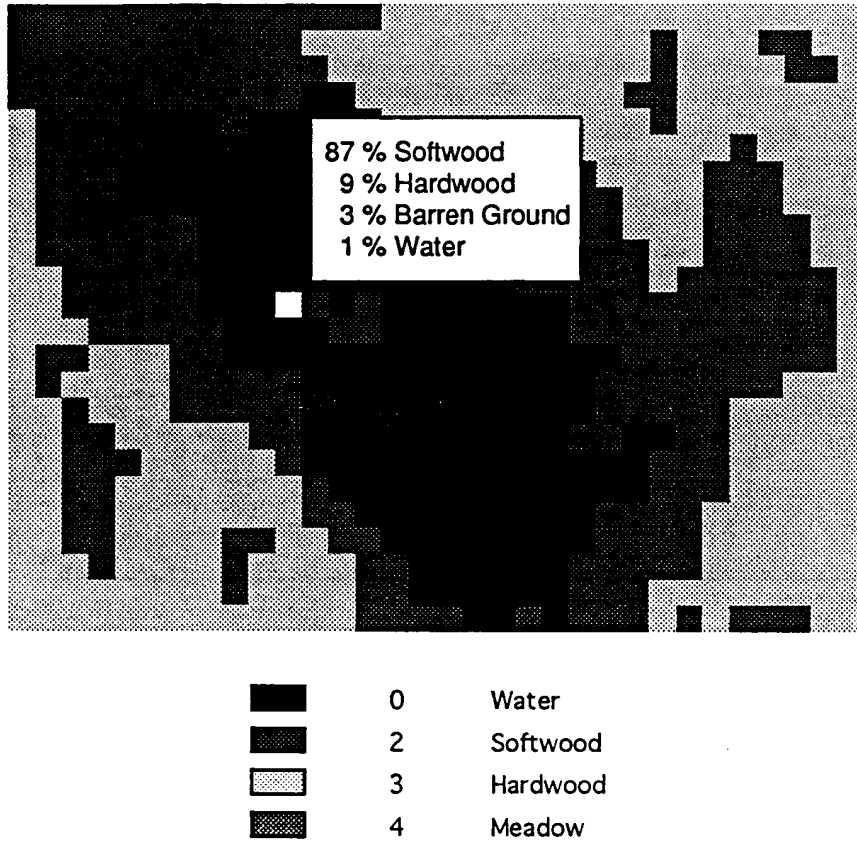 87 % Softwood
9 % Hardwood
3 % Barren Ground
1 % Water
0 Water
2 Softwood
3 Hardwood
4 Meadow